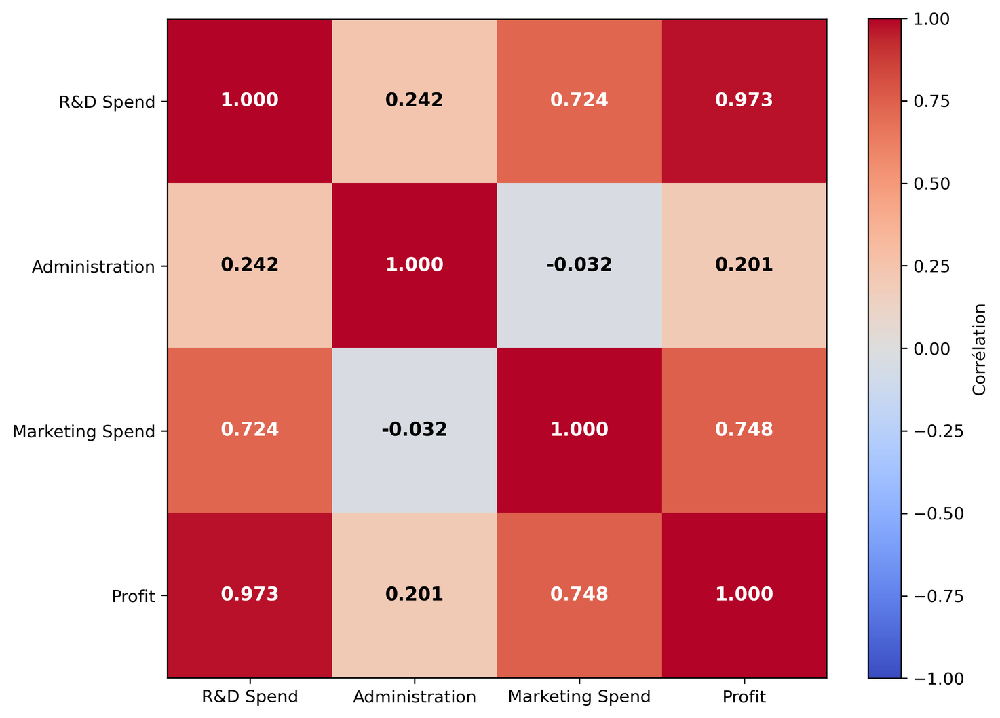 R&D Spend 1.000 0.242 0.724 0.973
Administration 0.242 1.000 -0.032 0.201
Marketing Spend 0.724 -0.032 1.000 0.748
Profit 0.973 0.201 0.748 1.000
R&D Spend Administration Marketing Spend Profit
1.00
0.75
0.50
0.25
0.00
−0.25
−0.50
−0.75
−1.00
Corrélation